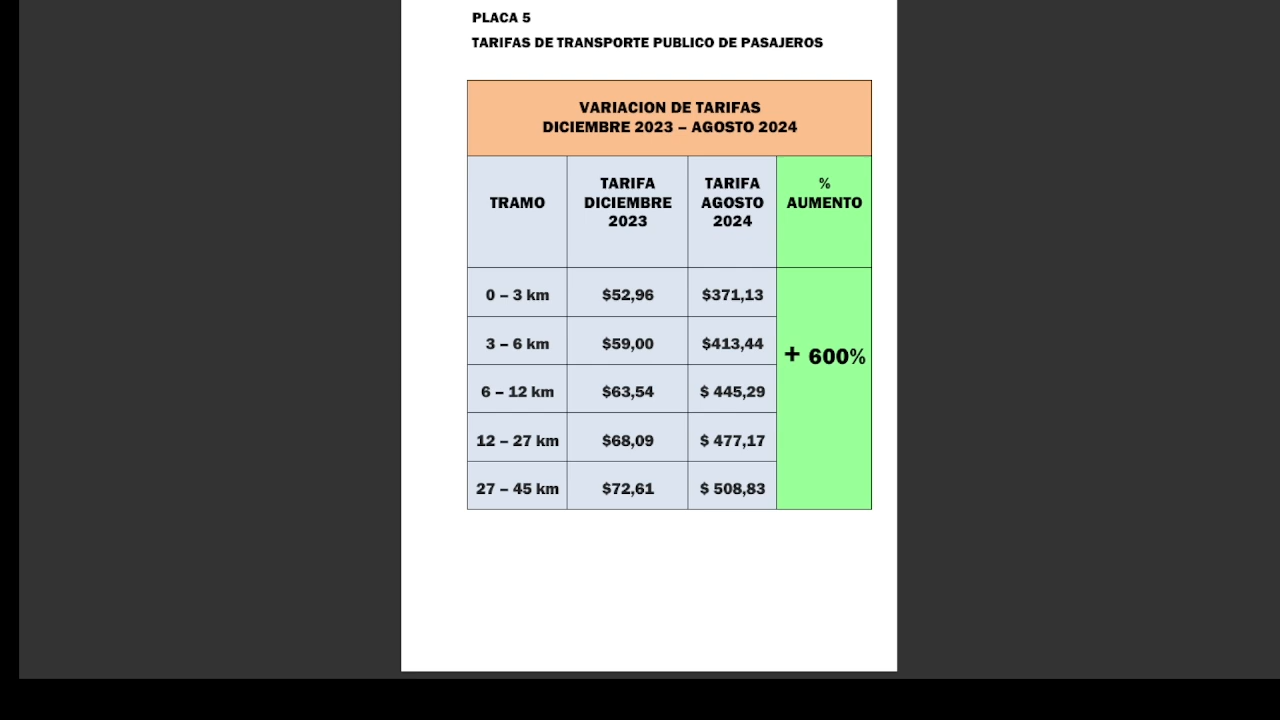 PLACA 5
TARIFAS DE TRANSPORTE PUBLICO DE PASAJEROS
VARIACION DE TARIFAS
DICIEMBRE 2023 – AGOSTO 2024
TRAMO
TARIFA
DICIEMBRE
2023
TARIFA
AGOSTO
2024
%
AUMENTO
0 – 3 km $52,96 $371,13
3 – 6 km $59,00 $413,44
+ 600%
6 – 12 km $63,54 $ 445,29
12 – 27 km $68,09 $ 477,17
27 – 45 km $72,61 $ 508,83